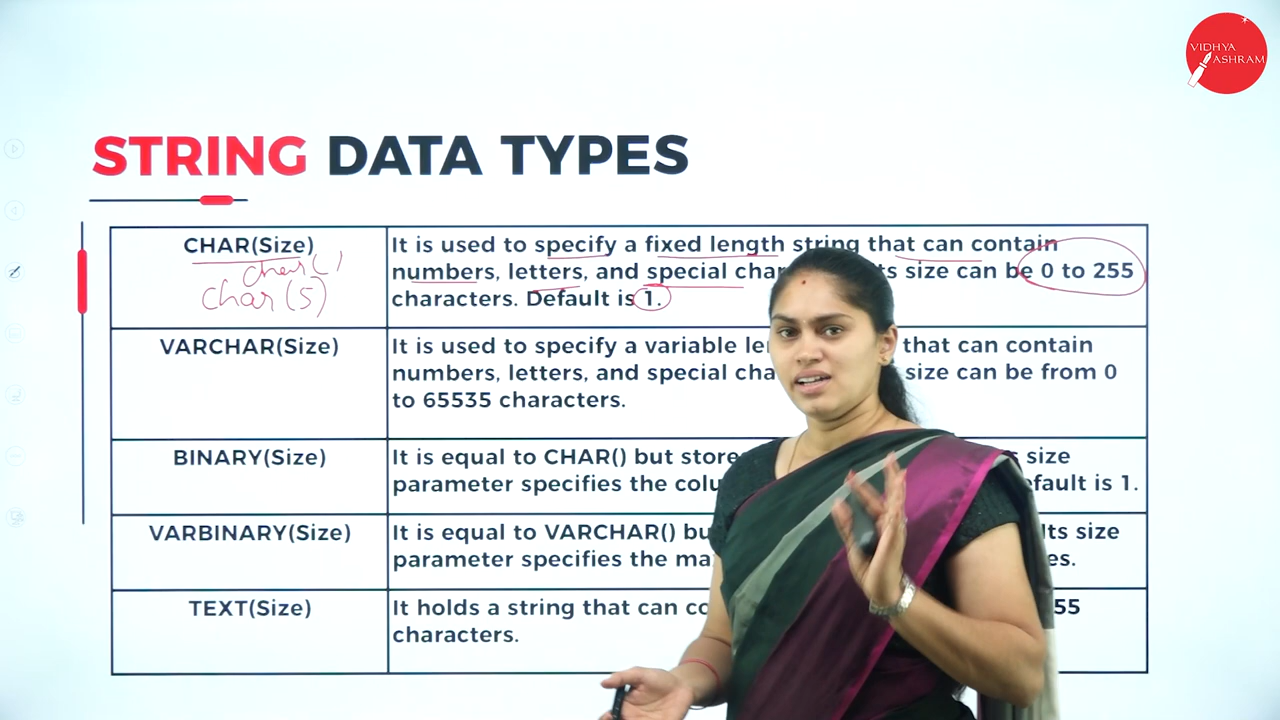 VIDHYA
ASHRAM
STRING DATA TYPES
CHAR(Size)
char(
char(5)
It is used to specify a fixed length string that can contain
numbers, letters, and special char ts size can be 0 to 255
characters. Default is 1.
VARCHAR(Size)
It is used to specify a variable le that can contain
numbers, letters, and special cha size can be from 0
to 65535 characters.
BINARY(Size)
It is equal to CHAR() but store s size
parameter specifies the colu efault is 1.
VARBINARY(Size)
It is equal to VARCHAR() bu Its size
parameter specifies the ma es.
TEXT(Size)
It holds a string that can co 55
characters.